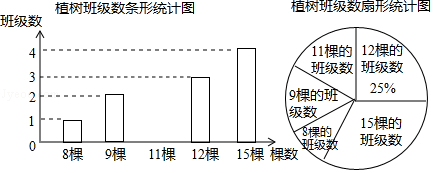 植树班级数条形统计图
班级数
4
3
2
1
0
8棵
9棵
11棵
12棵
15棵
棵数
植树班级数扇形统计图
11棵的
班级数
12棵的
班级数
25%
9棵的班
级数
8棵的
班级数
15棵的
班级数